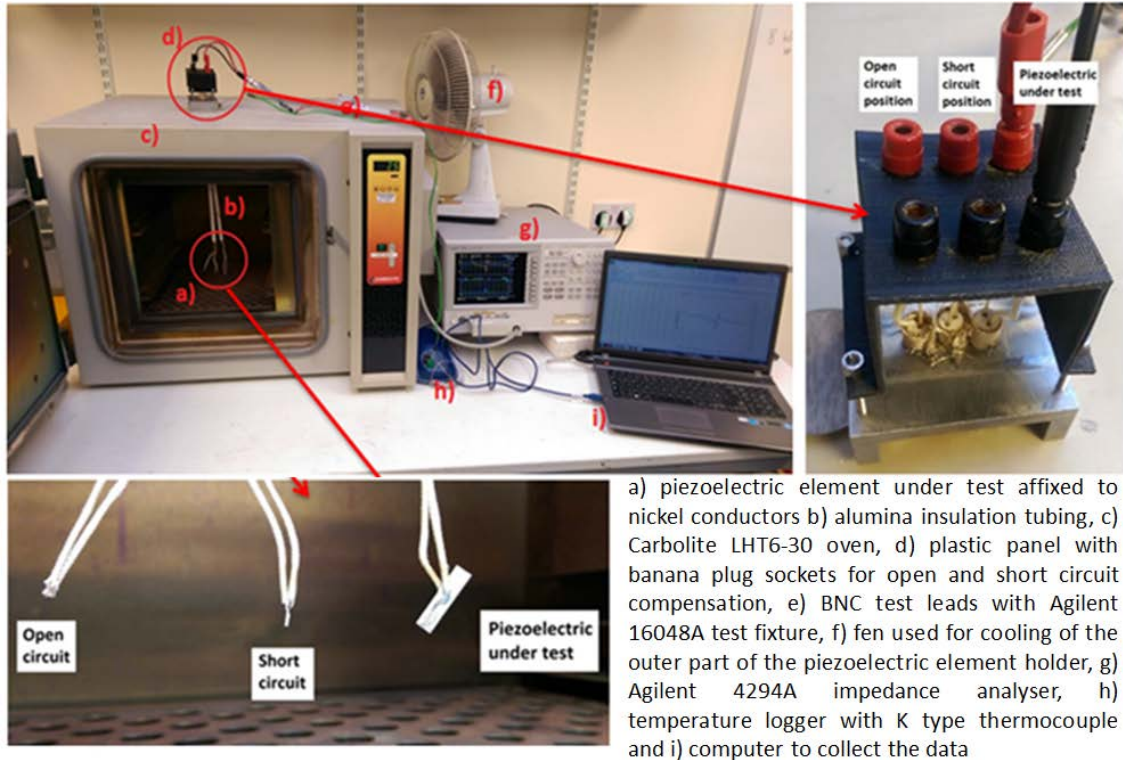 d)
e)
f)
c)
b)
g)
a)
h)
i)
Open
circuit
position
Short
circuit
position
Piezoelectric
under test
Open
circuit
Short
circuit
Piezoelectric
under test
a) piezoelectric element under test affixed to
nickel conductors b) alumina insulation tubing, c)
Carbolite LHT6-30 oven, d) plastic panel with
banana plug sockets for open and short circuit
compensation, e) BNC test leads with Agilent
16048A test fixture, f) fen used for cooling of the
outer part of the piezoelectric element holder, g)
Agilent 4294A impedance analyser, h)
temperature logger with K type thermocouple
and i) computer to collect the data